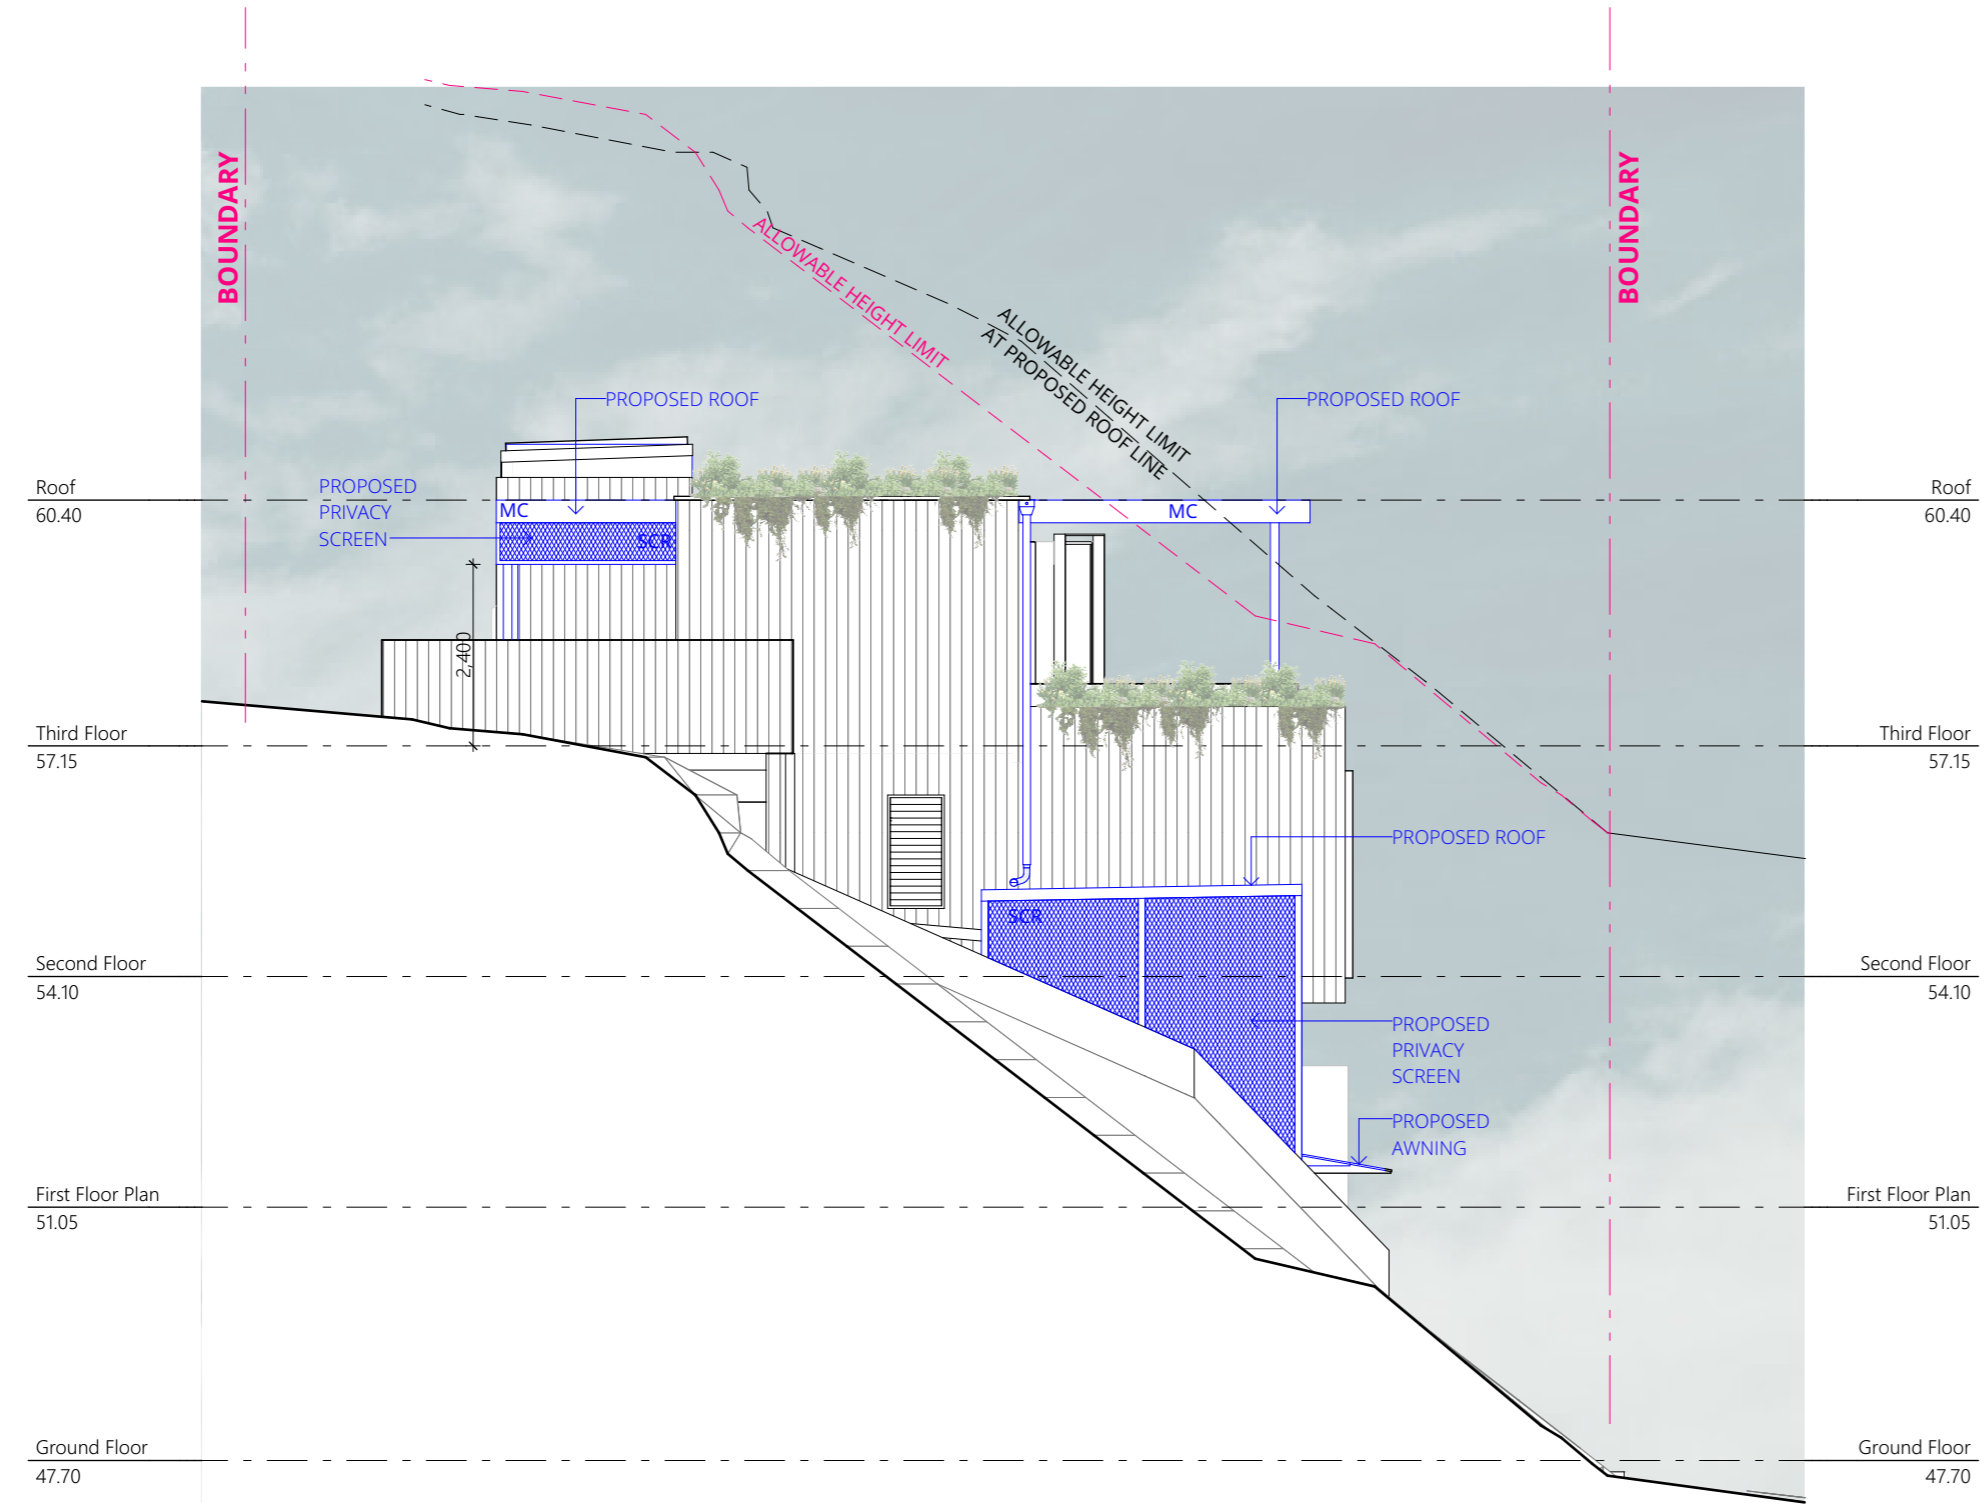 BOUNDARY
BOUNDARY
ALLOWABLE HEIGHT LIMIT
ALLOWABLE HEIGHT LIMIT
AT PROPOSED ROOF LINE
PROPOSED ROOF
PROPOSED ROOF
Roof
60.40
PROPOSED
PRIVACY
SCREEN
MC
SCR
MC
Roof
60.40
2,400
Third Floor
57.15
Third Floor
57.15
PROPOSED ROOF
SCR
Second Floor
54.10
Second Floor
54.10
PROPOSED
PRIVACY
SCREEN
PROPOSED
AWNING
First Floor Plan
51.05
First Floor Plan
51.05
Ground Floor
47.70
Ground Floor
47.70